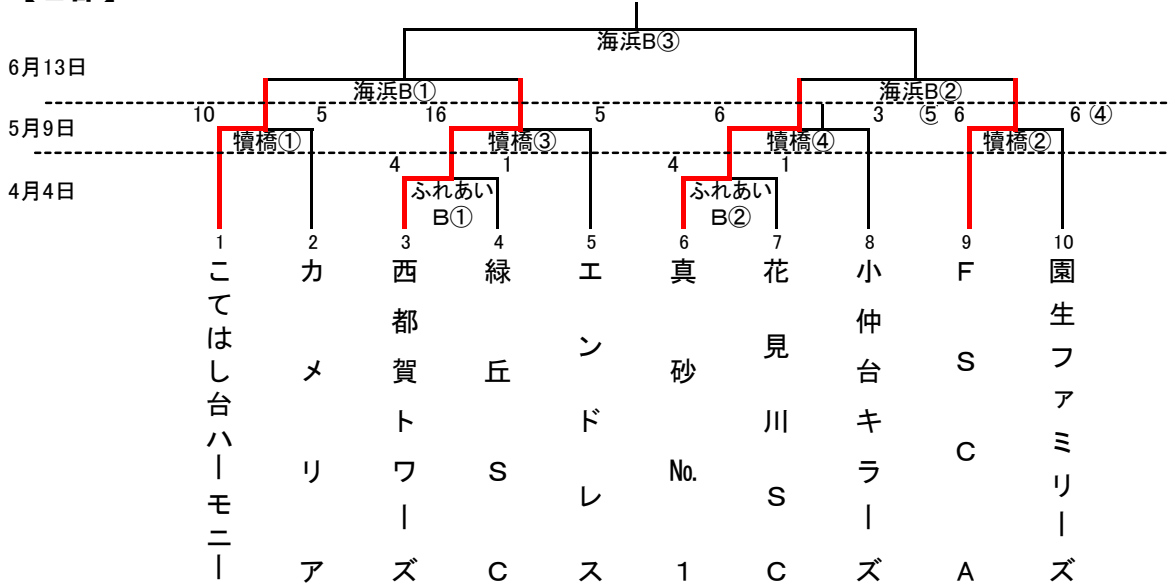 海浜B③
6月13日
海浜B①
海浜B②
10 5 16 5 6 3 ⑤ 6 6 ④
5月9日
犢橋① 犢橋③ 犢橋④ 犢橋②
4 1 4 1
4月4日
ふれあい
B①
ふれあい
B②
1 2 3 4 5 6 7 8 9 10
こてはし台ハーモニー
カメリア
西都賀トワーズ
緑丘SC
エンドレス
真砂№1
花見川SC
小仲台キラーズ
FSCA
園生ファミリーズ